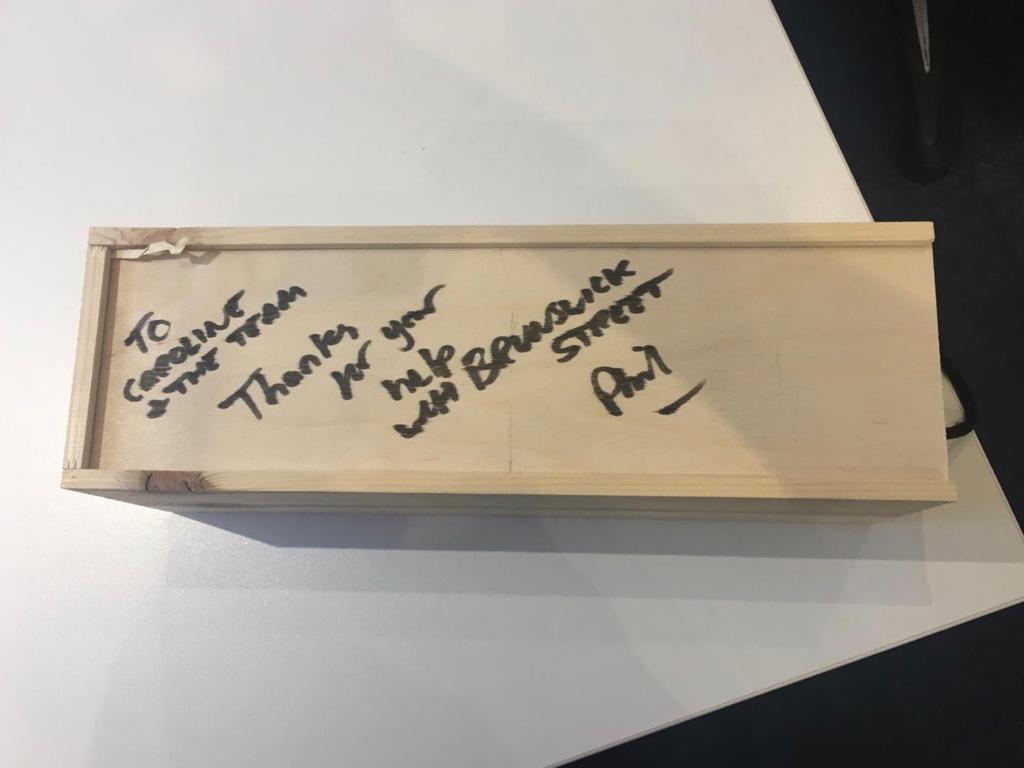 TO
CAROLINE
& THE TEAM
Thanks
for your
help
with BRUNSWICK
STREET
Phil